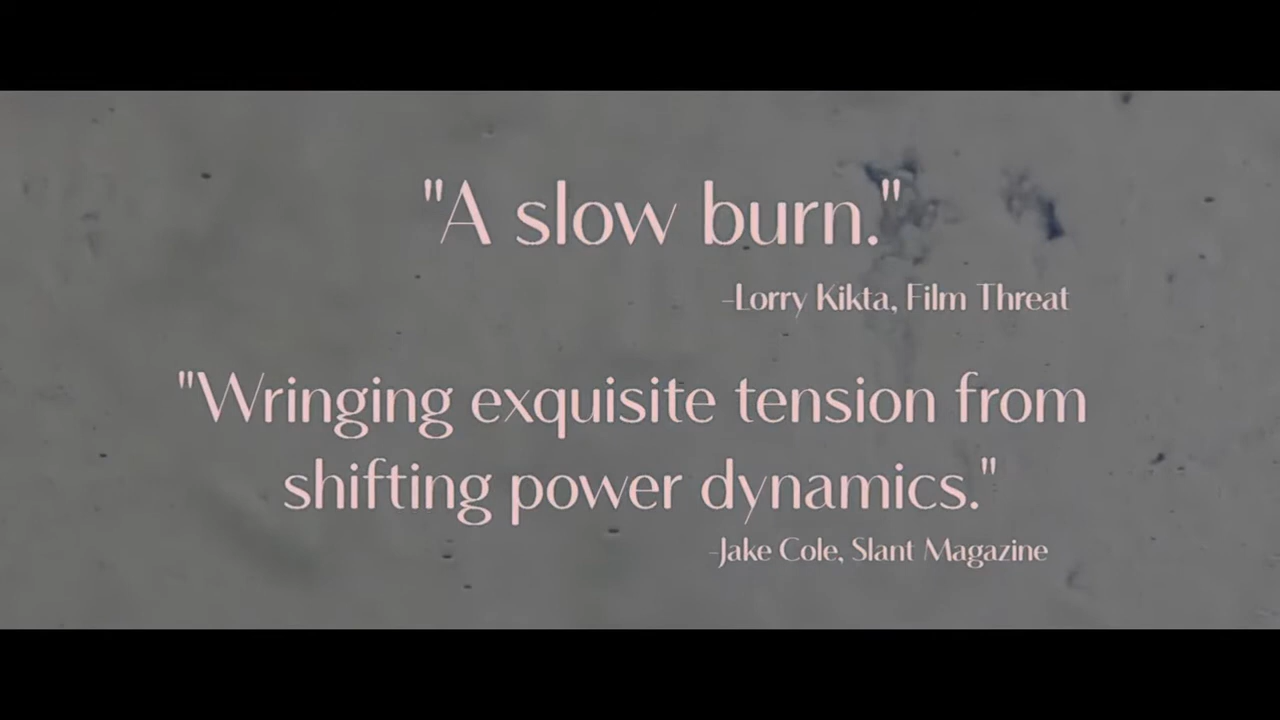 "A slow burn."
-Lorry Kikta, Film Threat
"Wringing exquisite tension from
shifting power dynamics."
-Jake Cole, Slant Magazine